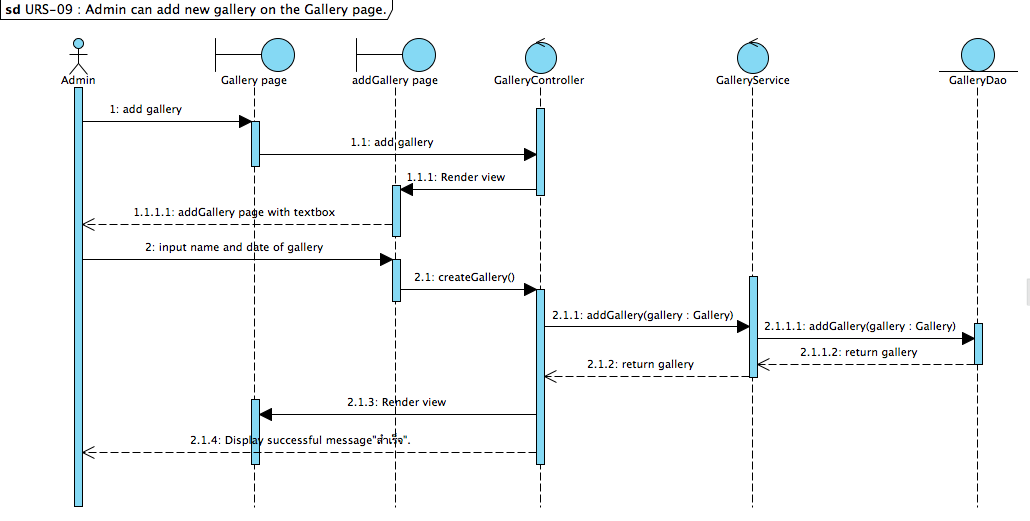 sd URS-09 : Admin can add new gallery on the Gallery page.
Admin
Gallery page
addGallery page
GalleryController
GalleryService
GalleryDao
1: add gallery
1.1: add gallery
1.1.1: Render view
1.1.1.1: addGallery page with textbox
2: input name and date of gallery
2.1: createGallery()
2.1.1: addGallery(gallery : Gallery)
2.1.1.1: addGallery(gallery : Gallery)
2.1.1.2: return gallery
2.1.2: return gallery
2.1.3: Render view
2.1.4: Display successful message"สำเร็จ".